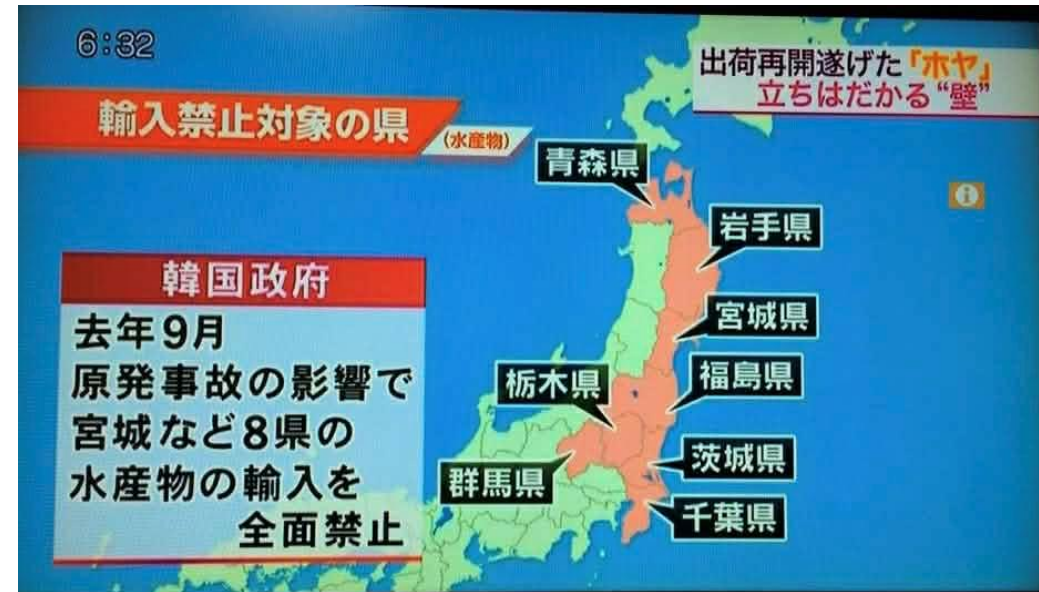 6:32
出荷再開遂げた「ホヤ」
立ちはだかる“壁”
輸入禁止対象の県
(水産物)
青森県
岩手県
宮城県
福島県
栃木県
茨城県
群馬県
千葉県
韓国政府
去年9月
原発事故の影響で
宮城など8県の
水産物の輸入を
全面禁止